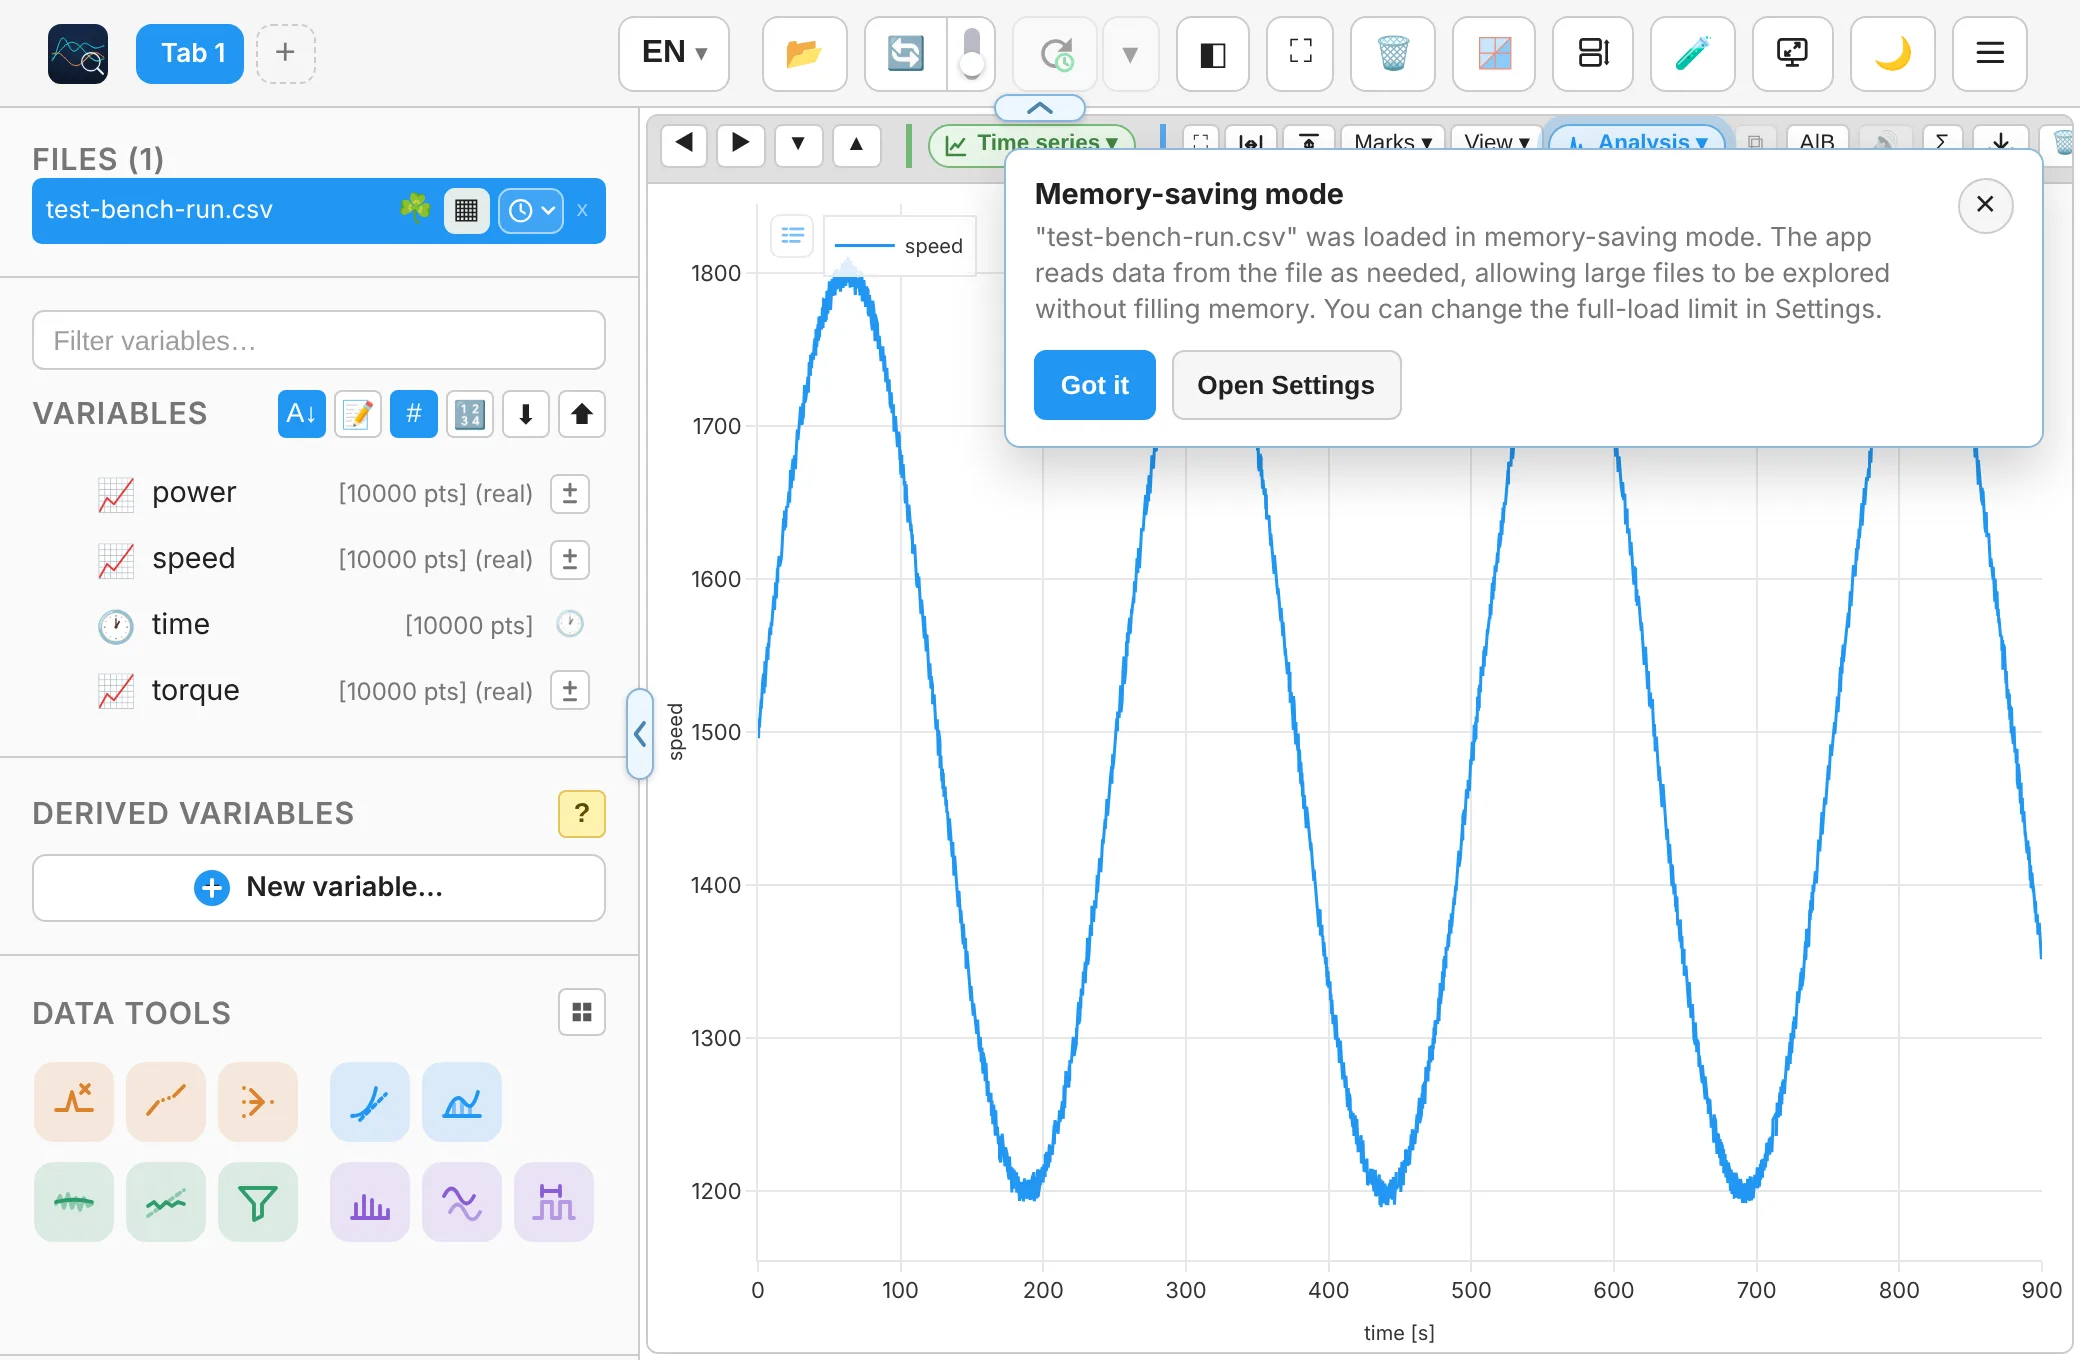 Tab 1
+
EN ▾
FILES (1)
test-bench-run.csv
x
Filter variables…
VARIABLES
A↓
#
power [10000 pts] (real) ±
speed [10000 pts] (real) ±
time [10000 pts]
torque [10000 pts] (real) ±
DERIVED VARIABLES
?
New variable...
DATA TOOLS
Time series ▾
Marks ▾
View ▾
Analysis ▾
A|B
Σ
Memory-saving mode
"test-bench-run.csv" was loaded in memory-saving mode. The app
reads data from the file as needed, allowing large files to be explored
without filling memory. You can change the full-load limit in Settings.
Got it
Open Settings
speed
1800
1700
1600
1500
1400
1300
1200
speed
0 100 200 300 400 500 600 700 800 900
time [s]